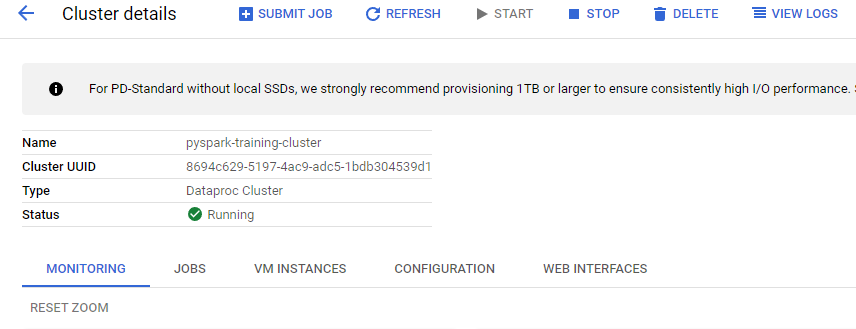 Cluster details SUBMIT JOB REFRESH START STOP DELETE VIEW LOGS
For PD-Standard without local SSDs, we strongly recommend provisioning 1TB or larger to ensure consistently high I/O performance.
Name pyspark-training-cluster
Cluster UUID 8694c629-5197-4ac9-adc5-1bdb304539d1
Type Dataproc Cluster
Status Running
MONITORING JOBS VM INSTANCES CONFIGURATION WEB INTERFACES
RESET ZOOM